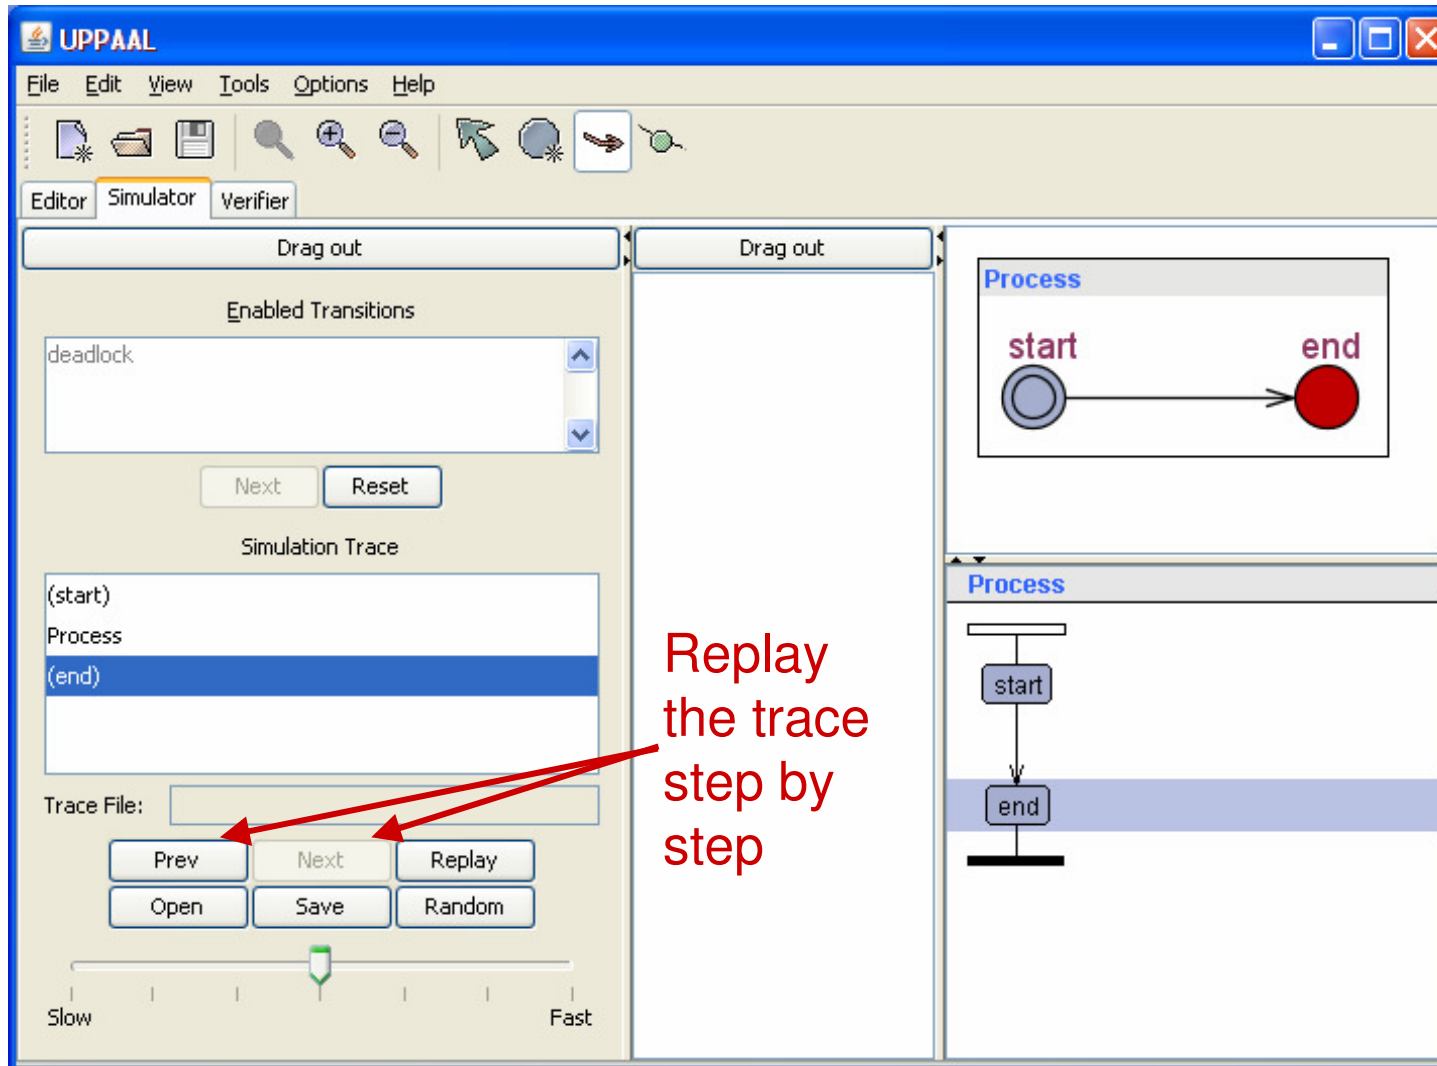 UPPAAL
File Edit View Tools Options Help
Editor Simulator Verifier
Drag out
Enabled Transitions
deadlock
Next Reset
Simulation Trace
(start)
Process
(end)
Trace File:
Prev Next Replay
Open Save Random
Slow Fast
Drag out
Replay
the trace
step by
step
Process
start end
Process
start
end